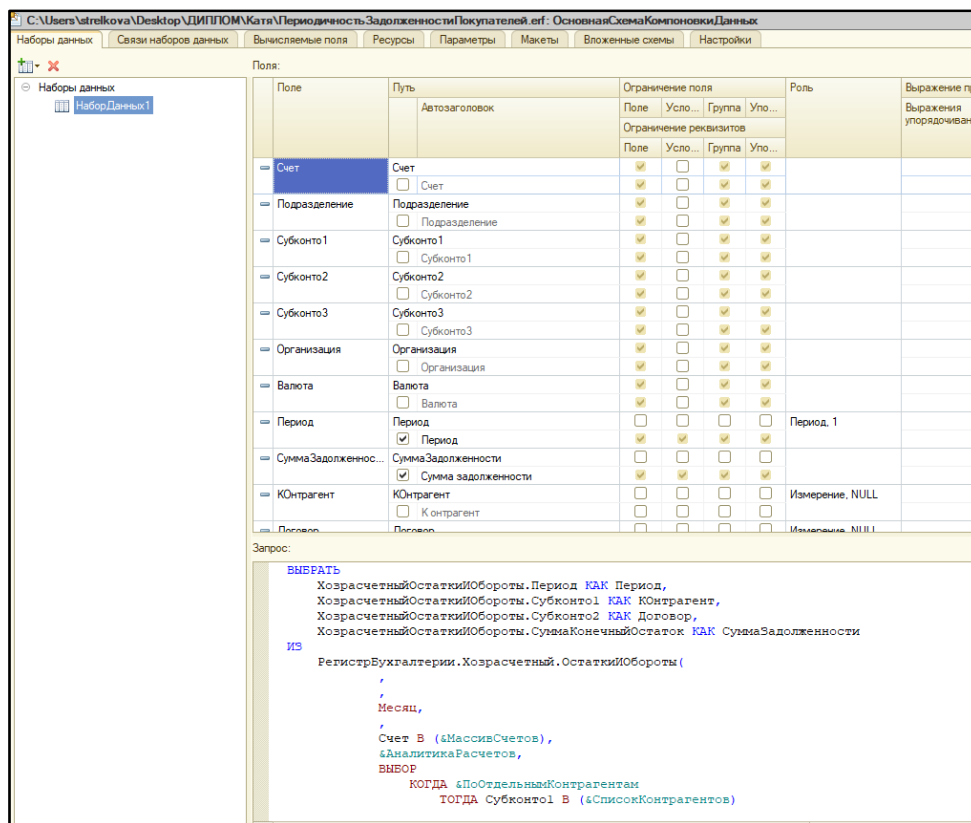 C:\Users\strelkova\Desktop\ДИПЛОМ\Катя\ПериодичностьЗадолженностиПокупателей.erf: ОсновнаяСхемаКомпоновкиДанных
Наборы данных Связи наборов данных Вычисляемые поля Ресурсы Параметры Макеты Вложенные схемы Настройки
Поля:
Наборы данных
НаборДанных1
Поле Путь Ограничение поля Роль Выражение пр
Автозаголовок Поле Усло... Группа Упо... Выражения упорядочиван
Ограничение реквизитов
Поле Усло... Группа Упо...
Счет Счет
Счет
Подразделение Подразделение
Подразделение
Субконто1 Субконто1
Субконто1
Субконто2 Субконто2
Субконто2
Субконто3 Субконто3
Субконто3
Организация Организация
Организация
Валюта Валюта
Валюта
Период Период Период, 1
Период
СуммаЗадолженнос... СуммаЗадолженности
Сумма задолженности
КОнтрагент КОнтрагент Измерение, NULL
К онтрагент
Договор Договор Измерение, NULL
Запрос:
ВЫБРАТЬ
ХозрасчетныйОстаткиИОбороты.Период КАК Период,
ХозрасчетныйОстаткиИОбороты.Субконто1 КАК КОнтрагент,
ХозрасчетныйОстаткиИОбороты.Субконто2 КАК Договор,
ХозрасчетныйОстаткиИОбороты.СуммаКонечныйОстаток КАК СуммаЗадолженности
ИЗ
РегистрБухгалтерии.Хозрасчетный.ОстаткиИОбороты(
,
,
Месяц,
,
Счет В (&МассивСчетов),
&АналитикаРасчетов,
ВЫБОР
КОГДА &ПоОтдельнымКонтрагентам
ТОГДА Субконто1 В (&СписокКонтрагентов)